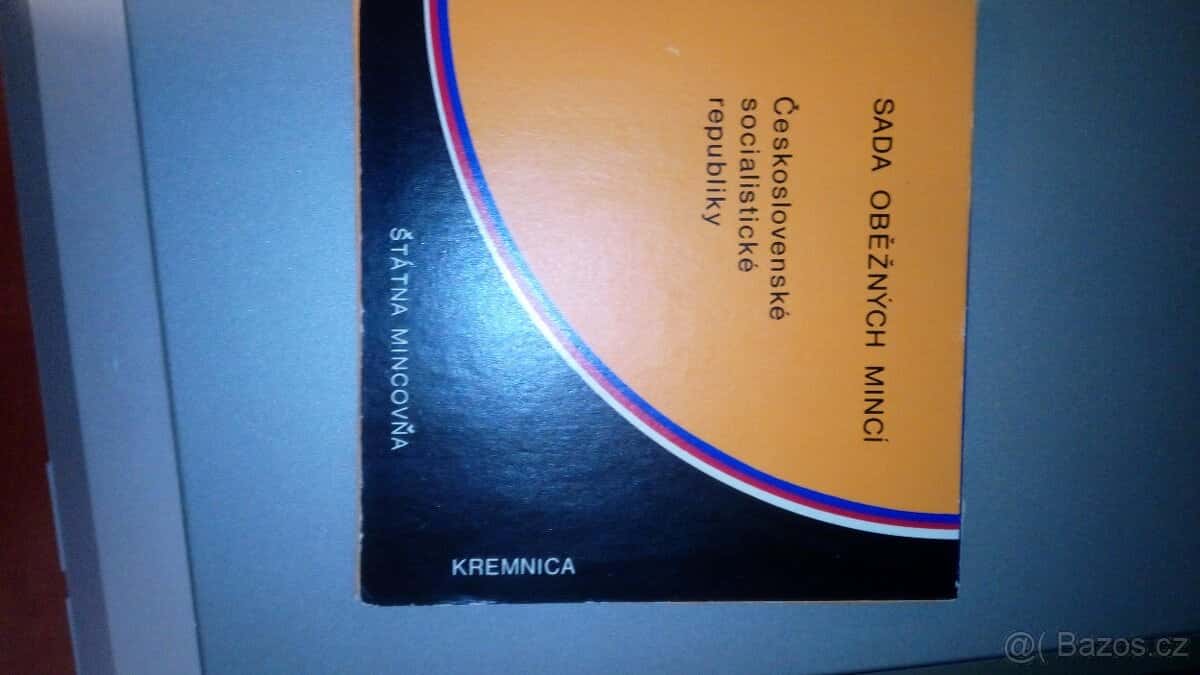 SADA OBĚŽNÝCH MINCÍ
Československé
socialistické
republiky
ŠTÁTNA MINCOVŇA
KREMNICA
@( Bazos.cz